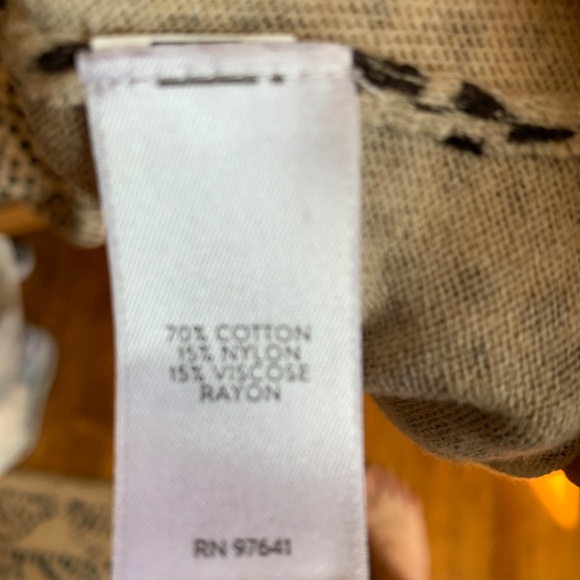 70% COTTON
15% NYLON
15% VISCOSE
RAYON
RN 97641